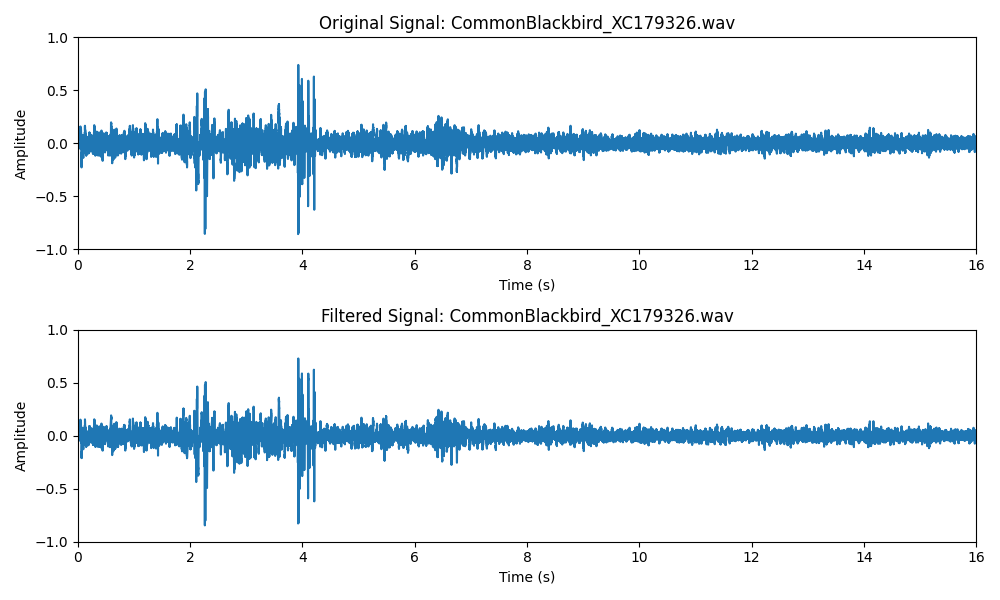 Original Signal: CommonBlackbird_XC179326.wav
1.0
0.5
0.0
−0.5
−1.0
Amplitude
0 2 4 6 8 10 12 14 16
Time (s)
Filtered Signal: CommonBlackbird_XC179326.wav
1.0
0.5
0.0
−0.5
−1.0
Amplitude
0 2 4 6 8 10 12 14 16
Time (s)